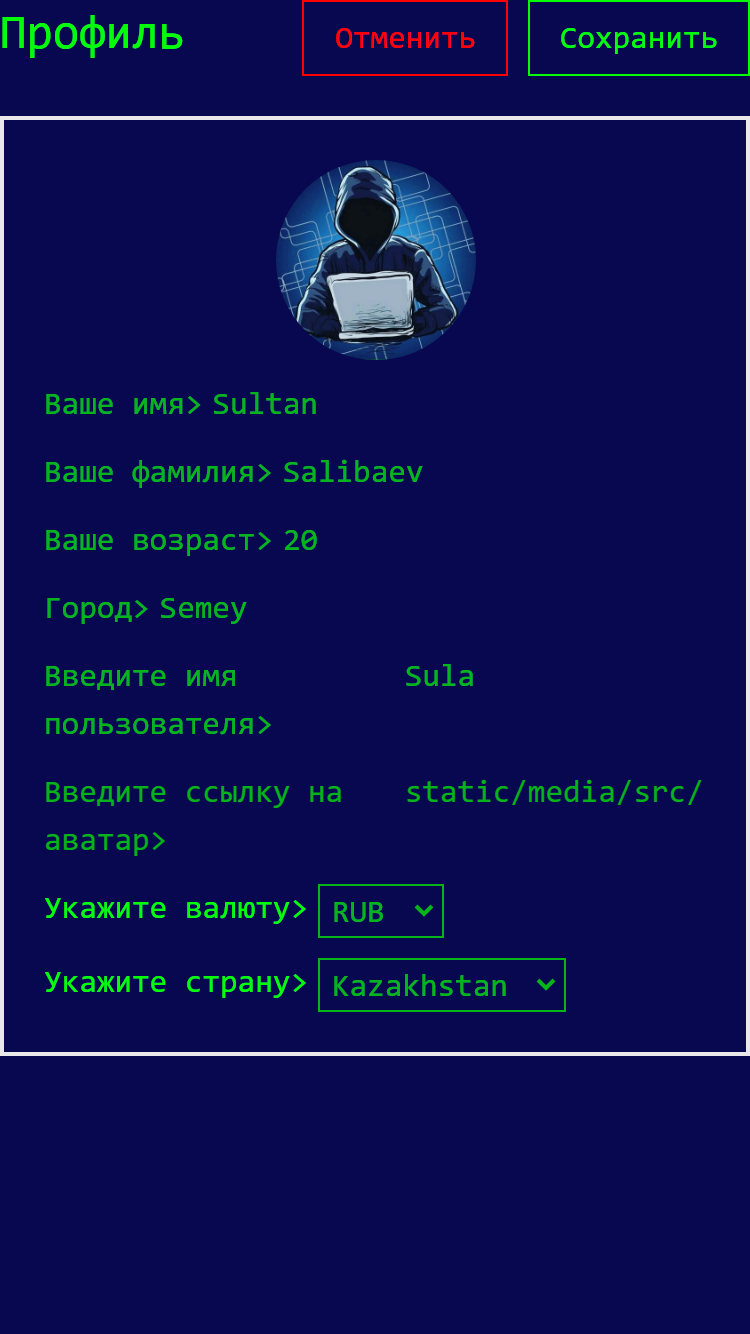 Профиль
Отменить
Сохранить
Ваше имя> Sultan
Ваше фамилия> Salibaev
Ваше возраст> 20
Город> Semey
Введите имя
пользователя>
Sula
Введите ссылку на
аватар>
static/media/src/
Укажите валюту> RUB
Укажите страну> Kazakhstan